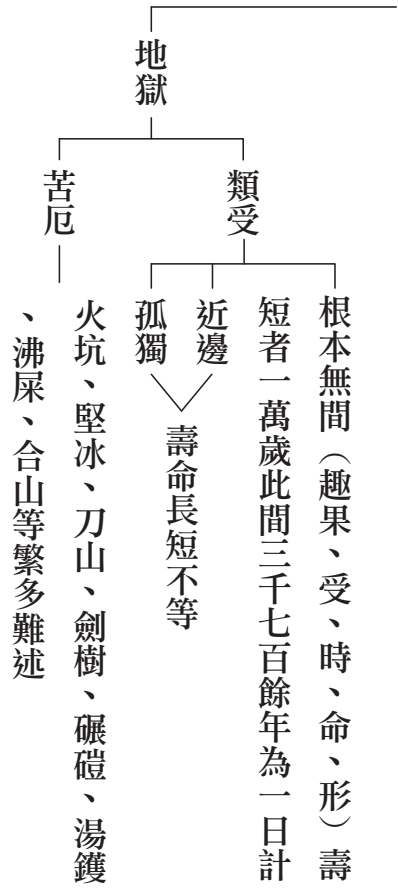 地獄
類受
根本無間（趣果、受、時、命、形）壽
短者一萬歲此間三千七百餘年為一日計
近邊
孤獨
壽命長短不等
苦厄
火坑、堅冰、刀山、劍樹、碾磑、湯鑊
、沸屎、合山等繁多難述